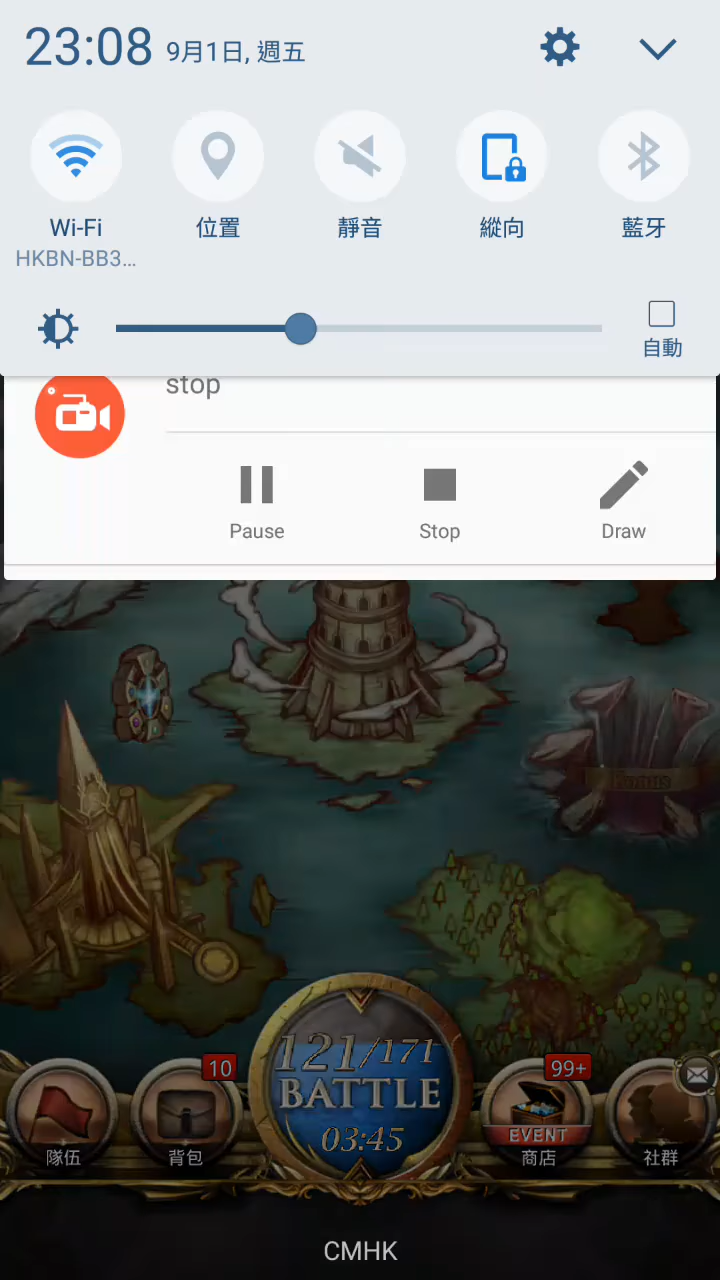 23:08 9月1日, 週五
Wi-Fi
HKBN-BB3...
位置
靜音
縱向
藍牙
自動
stop
Pause
Stop
Draw
121/171
BATTLE
03:45
10
99+
EVENT
隊伍
背包
商店
社群
CMHK